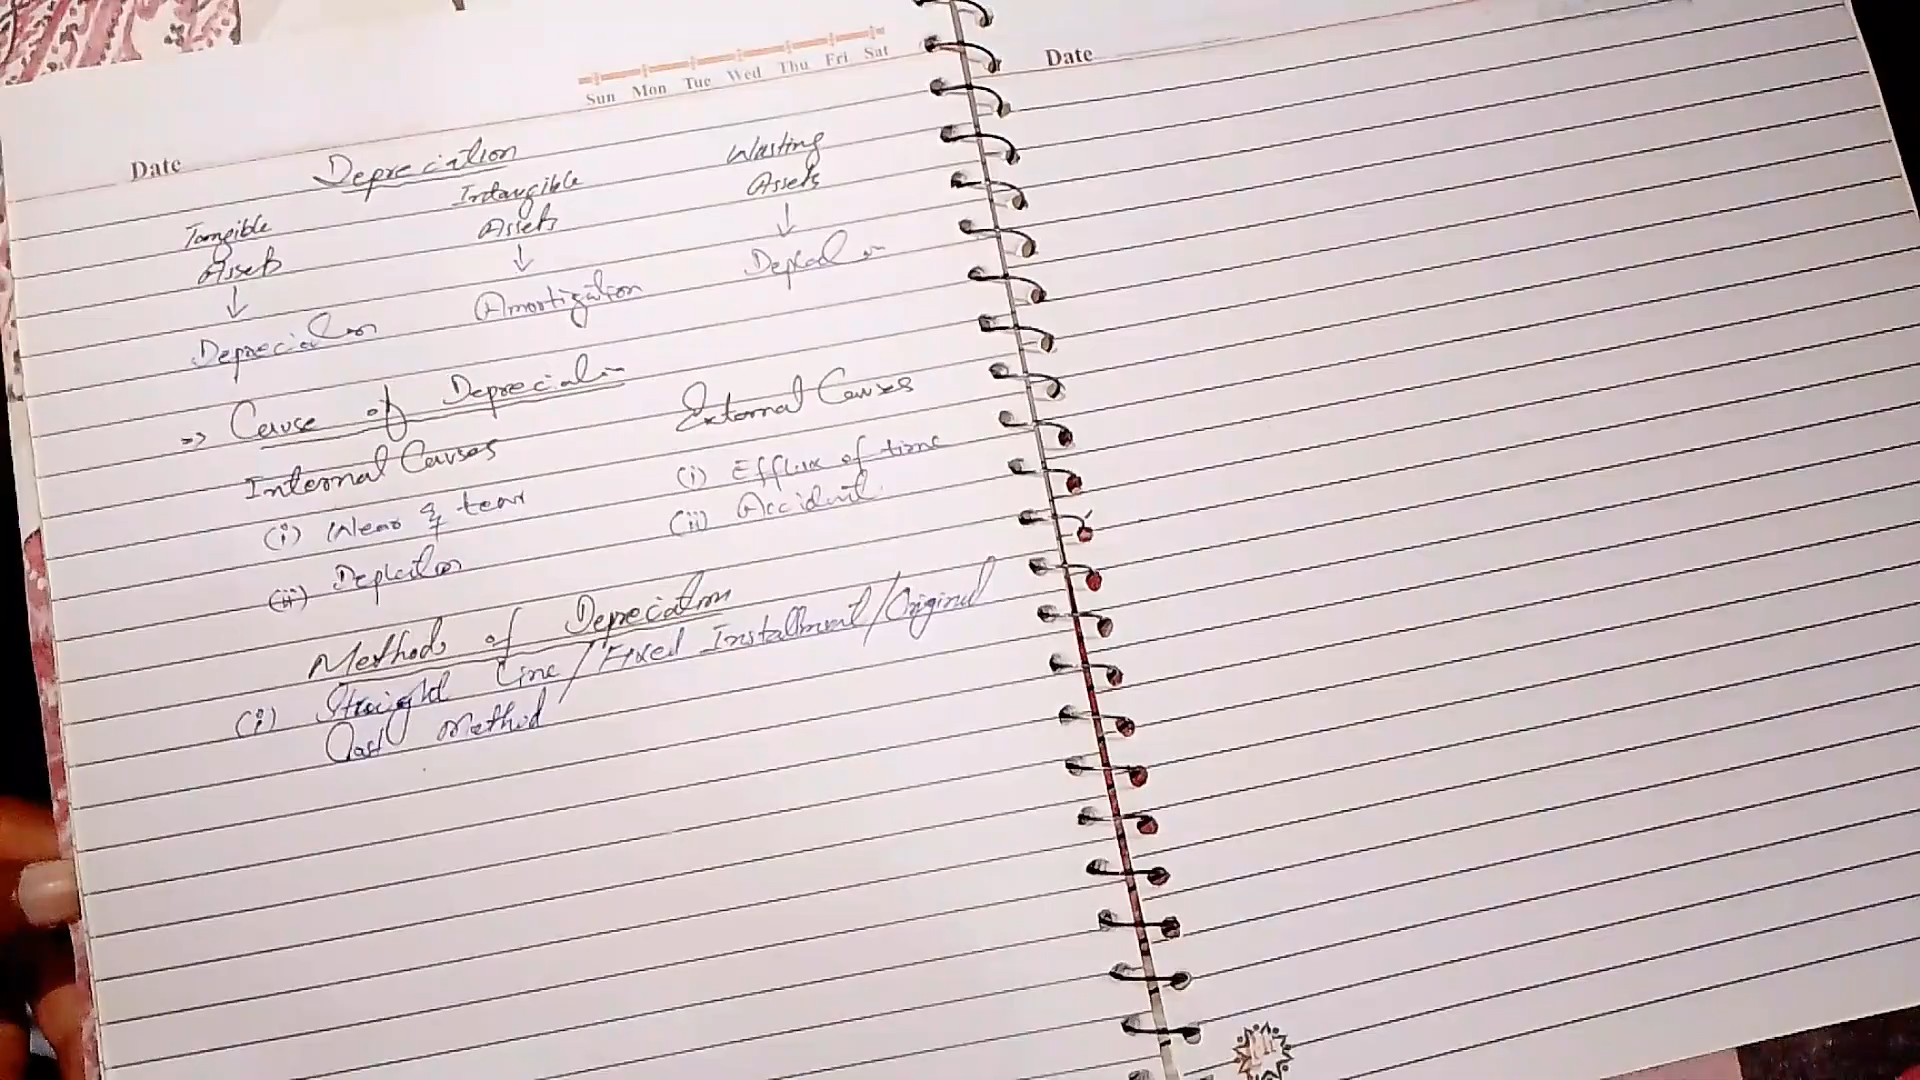 Sun Mon Tue Wed Thu Fri Sat
Date
Depreciation
Tangible Assets
↓
Depreciation
Intangible Assets
↓
Amortization
Wasting Assets
↓
=> Cause of Depreciation
Internal Causes
(i) Wear & tear
(ii) Depletion
External Causes
(i) Efflux of time
(ii) Accident.
Methods of Depreciation
(i) Straight Line / Fixed Installment / Original
Cost Method
Date